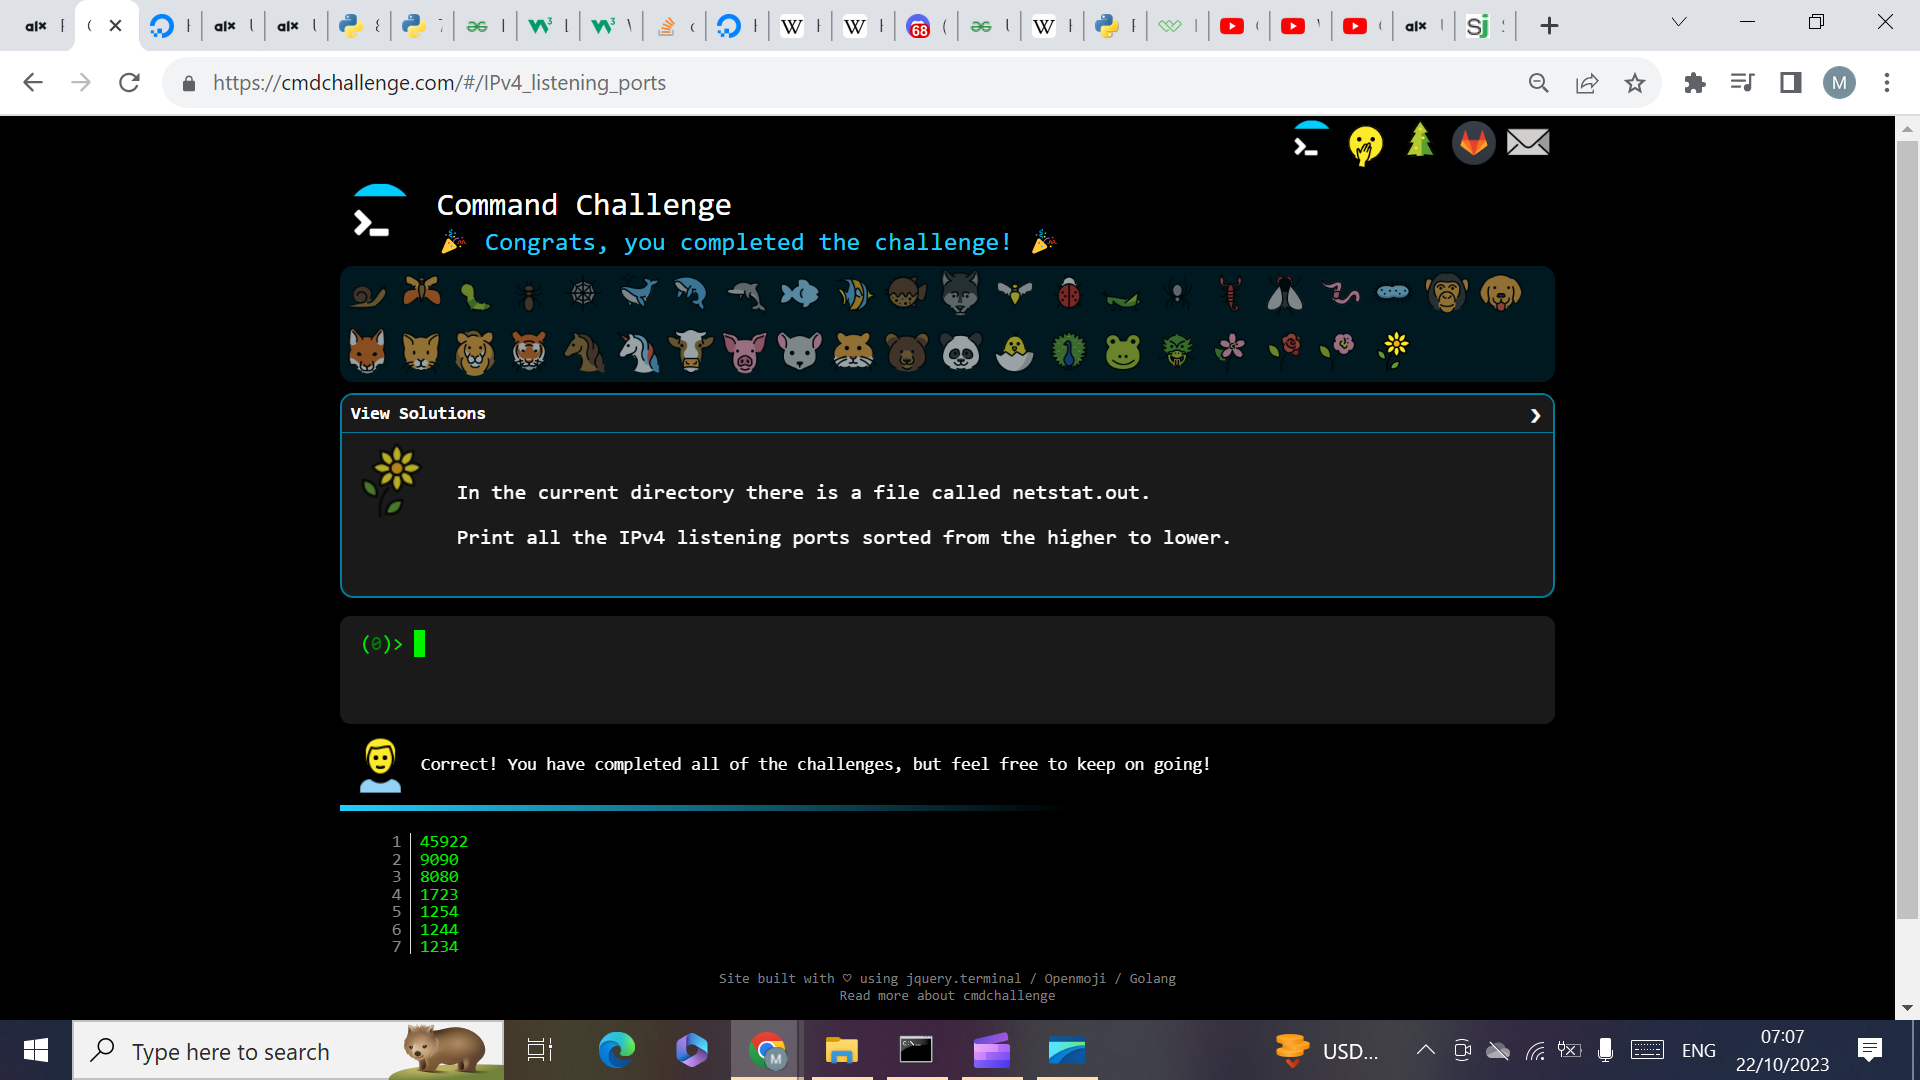 alx
alx
alx
68
alx
Sj
https://cmdchallenge.com/#/IPv4_listening_ports
M
Command Challenge
Congrats, you completed the challenge!
View Solutions
In the current directory there is a file called netstat.out.
Print all the IPv4 listening ports sorted from the higher to lower.
(0)>
Correct! You have completed all of the challenges, but feel free to keep on going!
1 45922
2 9090
3 8080
4 1723
5 1254
6 1244
7 1234
Site built with ♡ using jquery.terminal / Openmoji / Golang
Read more about cmdchallenge
Type here to search
M
USD...
ENG
07:07
22/10/2023